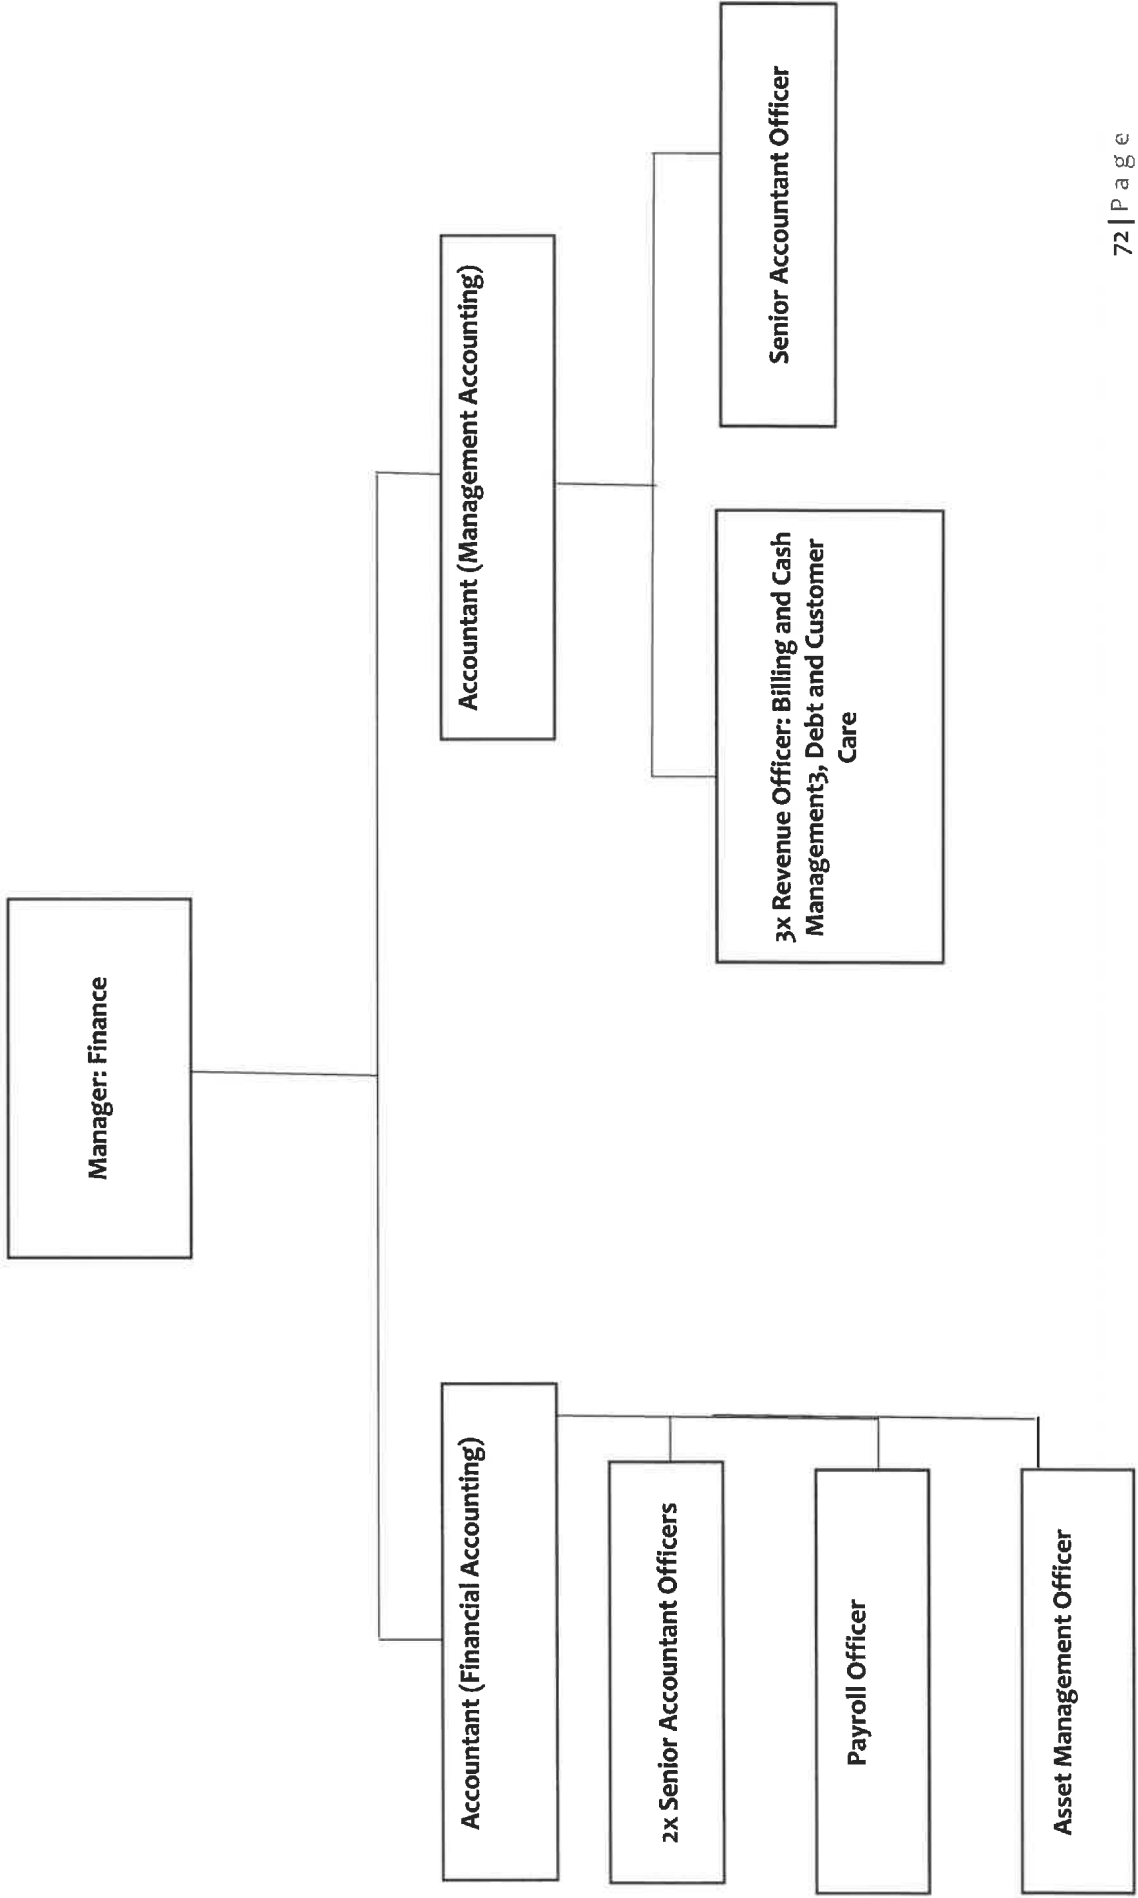 Manager: Finance
Accountant (Financial Accounting)
Accountant (Management Accounting)
2x Senior Accountant Officers
Payroll Officer
Asset Management Officer
3x Revenue Officer: Billing and Cash
Management3, Debt and Customer
Care
Senior Accountant Officer
72 | P a g e